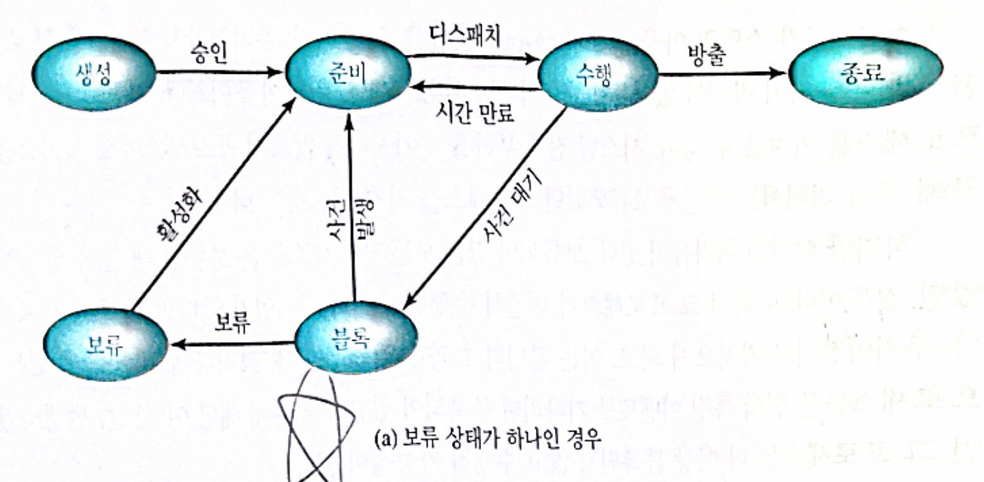 승인
디스패치
방출
생성
준비
수행
종료
시간 만료
활성화
사건
발생
사건 대기
보류
보류
블록
(a) 보류 상태가 하나인 경우